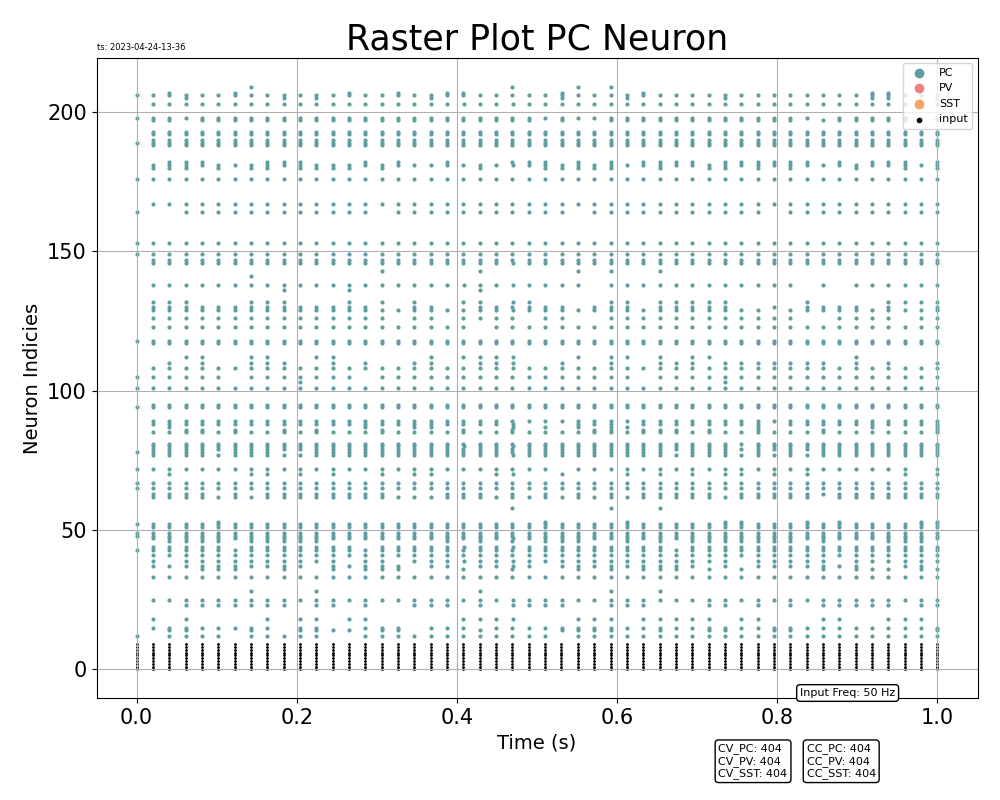 Raster Plot PC Neuron
ts: 2023-04-24-13-36
PC
PV
SST
input
200
150
100
50
0
Neuron Indicies
0.0 0.2 0.4 0.6 0.8 1.0
Time (s)
Input Freq: 50 Hz
CV_PC: 404
CV_PV: 404
CV_SST: 404
CC_PC: 404
CC_PV: 404
CC_SST: 404